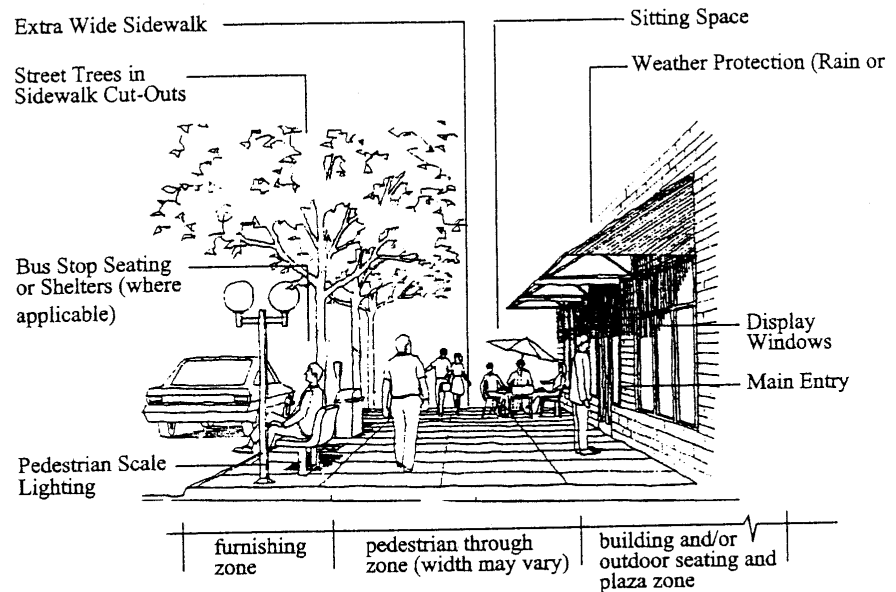 Extra Wide Sidewalk
Street Trees in
Sidewalk Cut-Outs
Bus Stop Seating
or Shelters (where
applicable)
Pedestrian Scale
Lighting
Sitting Space
Weather Protection (Rain or
Display
Windows
Main Entry
furnishing
zone
pedestrian through
zone (width may vary)
building and/or
outdoor seating and
plaza zone